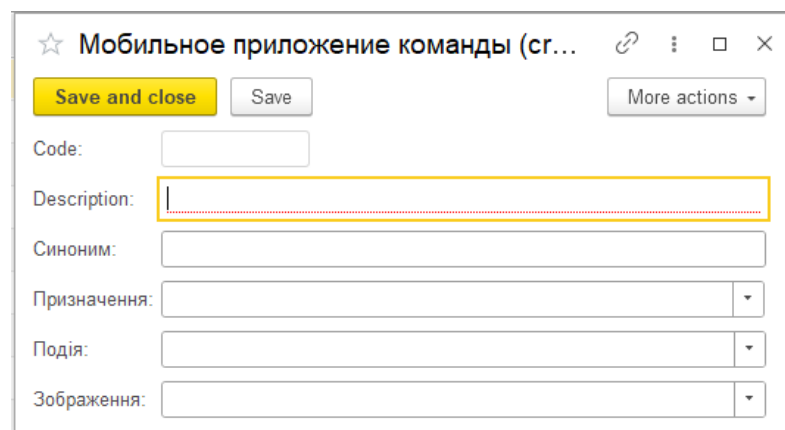 Мобильное приложение команды (cr...
Save and close Save More actions
Code:
Description:
Синоним:
Призначення:
Подія:
Зображення: